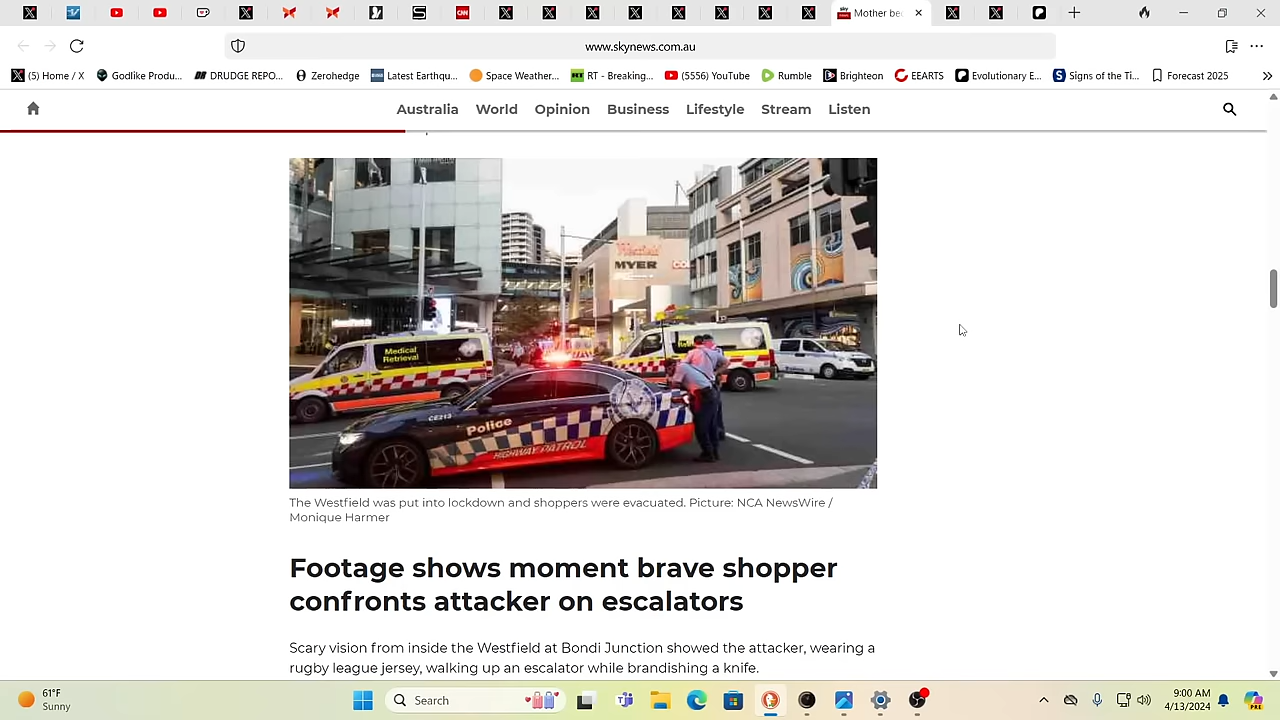 Mother be
www.skynews.com.au
(5) Home / X
Godlike Produ...
DRUDGE REPO...
Zerohedge
Latest Earthqu...
Space Weather...
RT - Breaking...
(5556) YouTube
Rumble
Brighteon
EEARTS
Evolutionary E...
Signs of the Ti...
Forecast 2025
Australia
World
Opinion
Business
Lifestyle
Stream
Listen
Westfield
MYER
Medical
Retrieval
CE213
Police
HIGHWAY PATROL
The Westfield was put into lockdown and shoppers were evacuated. Picture: NCA NewsWire /
Monique Harmer
Footage shows moment brave shopper
confronts attacker on escalators
Scary vision from inside the Westfield at Bondi Junction showed the attacker, wearing a
rugby league jersey, walking up an escalator while brandishing a knife.
61°F
Sunny
Search
9:00 AM
4/13/2024